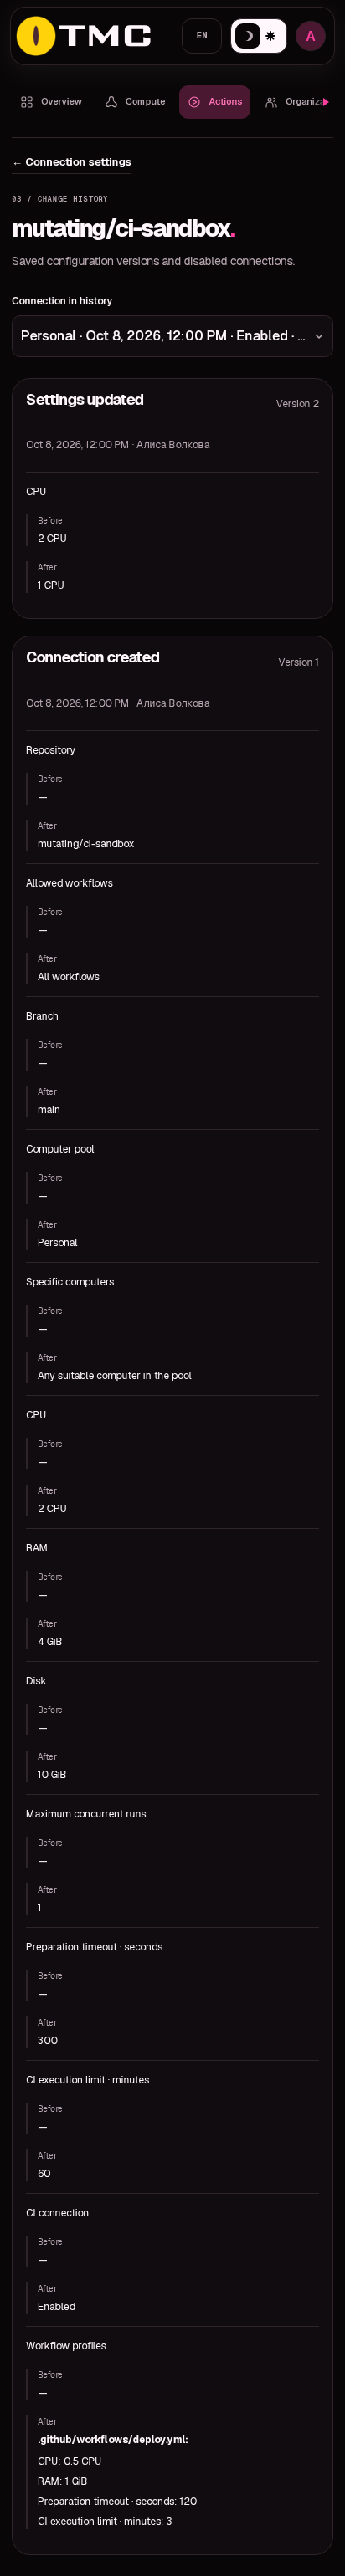 TMC
EN
A
Overview
Compute
Actions
Organiza
← Connection settings
03 / CHANGE HISTORY
mutating/ci-sandbox.
Saved configuration versions and disabled connections.
Connection in history
Personal · Oct 8, 2026, 12:00 PM · Enabled · ...
Settings updated
Version 2
Oct 8, 2026, 12:00 PM · Алиса Волкова
CPU
Before
2 CPU
After
1 CPU
Connection created
Version 1
Oct 8, 2026, 12:00 PM · Алиса Волкова
Repository
Before
—
After
mutating/ci-sandbox
Allowed workflows
Before
—
After
All workflows
Branch
Before
—
After
main
Computer pool
Before
—
After
Personal
Specific computers
Before
—
After
Any suitable computer in the pool
CPU
Before
—
After
2 CPU
RAM
Before
—
After
4 GiB
Disk
Before
—
After
10 GiB
Maximum concurrent runs
Before
—
After
1
Preparation timeout · seconds
Before
—
After
300
CI execution limit · minutes
Before
—
After
60
CI connection
Before
—
After
Enabled
Workflow profiles
Before
—
After
.github/workflows/deploy.yml:
CPU: 0.5 CPU
RAM: 1 GiB
Preparation timeout · seconds: 120
CI execution limit · minutes: 3